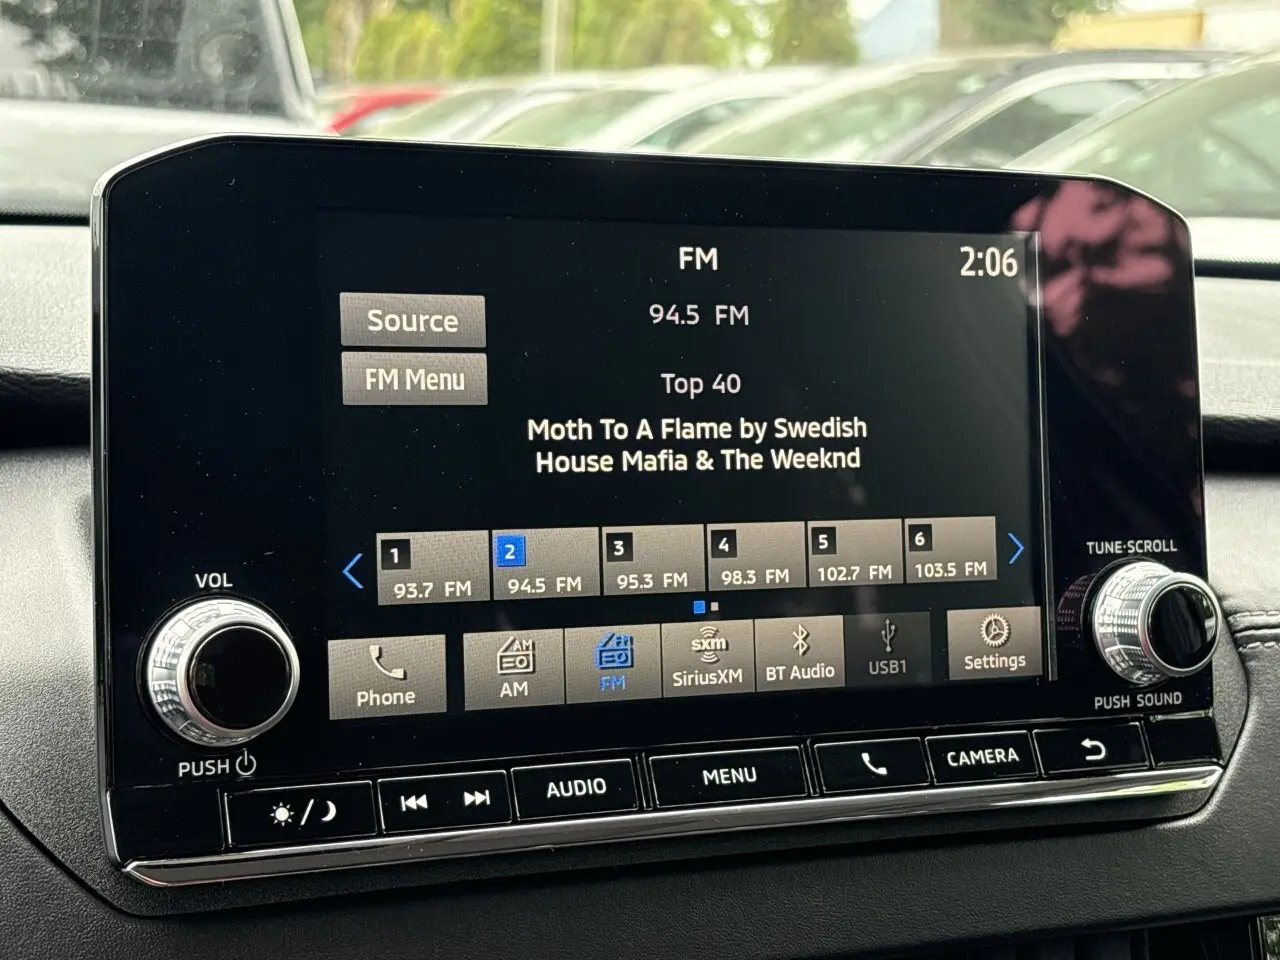 FM
2:06
Source
94.5 FM
FM Menu
Top 40
Moth To A Flame by Swedish
House Mafia & The Weeknd
1
93.7 FM
2
94.5 FM
3
95.3 FM
4
98.3 FM
5
102.7 FM
6
103.5 FM
VOL
TUNE·SCROLL
Phone
AM
AM
FM
FM
sxm
SiriusXM
BT Audio
USB1
Settings
PUSH
PUSH SOUND
AUDIO
MENU
CAMERA